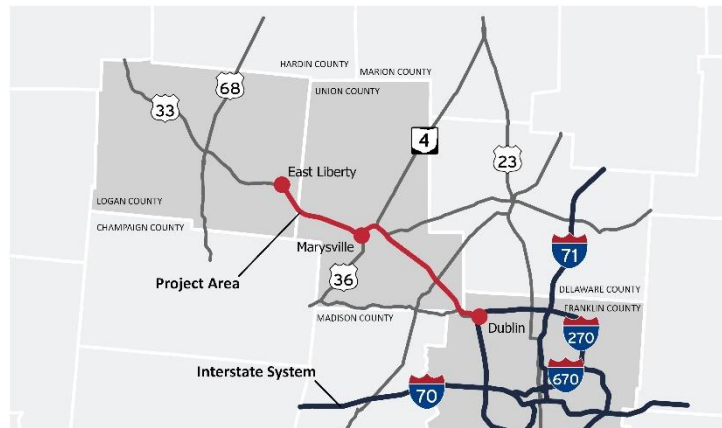 HARDIN COUNTY
MARION COUNTY
68
UNION COUNTY
33
4
23
East Liberty
LOGAN COUNTY
CHAMPAIGN COUNTY
Marysville
71
Project Area
36
DELAWARE COUNTY
FRANKLIN COUNTY
MADISON COUNTY
Dublin
270
Interstate System
670
70